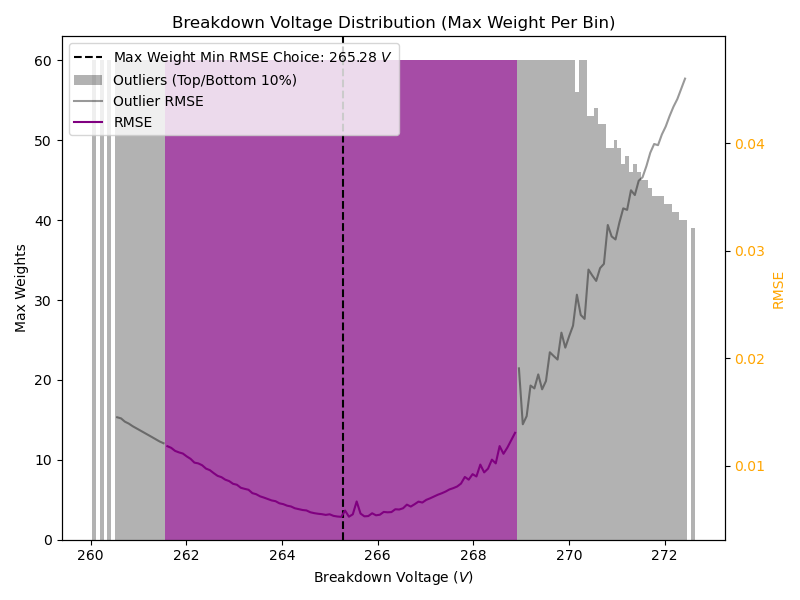 Breakdown Voltage Distribution (Max Weight Per Bin)
Max Weight Min RMSE Choice: 265.28 V
Outliers (Top/Bottom 10%)
Outlier RMSE
RMSE
60
50
40
30
20
10
0
Max Weights
0.04
0.03
0.02
0.01
RMSE
260
262
264
266
268
270
272
Breakdown Voltage (V)